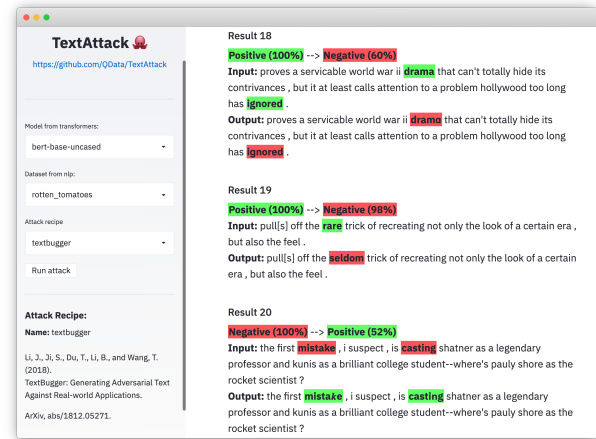 TextAttack 🐙
https://github.com/QData/TextAttack
Model from transformers:
bert-base-uncased
Dataset from nlp:
rotten_tomatoes
Attack recipe
textbugger
Run attack
Attack Recipe:
Name: textbugger
Li, J., Ji, S., Du, T., Li, B., and Wang, T.
(2018).
TextBugger: Generating Adversarial Text
Against Real-world Applications.
ArXiv, abs/1812.05271.
Result 18
Positive (100%) --> Negative (60%)
Input: proves a servicable world war ii drama that can't totally hide its
contrivances , but it at least calls attention to a problem hollywood too long
has ignored .
Output: proves a servicable world war ii dramɑ that can't totally hide its
contrivances , but it at least calls attention to a problem hollywood too long
has ignored .
Result 19
Positive (100%) --> Negative (98%)
Input: pull[s] off the rare trick of recreating not only the look of a certain era ,
but also the feel .
Output: pull[s] off the seldom trick of recreating not only the look of a certain
era , but also the feel .
Result 20
Negative (100%) --> Positive (52%)
Input: the first mistake , i suspect , is casting shatner as a legendary
professor and kunis as a brilliant college student--where's pauly shore as the
rocket scientist ?
Output: the first mistake , i suspect , is casting shatner as a legendary
professor and kunis as a brilliant college student--where's pauly shore as the
rocket scientist ?